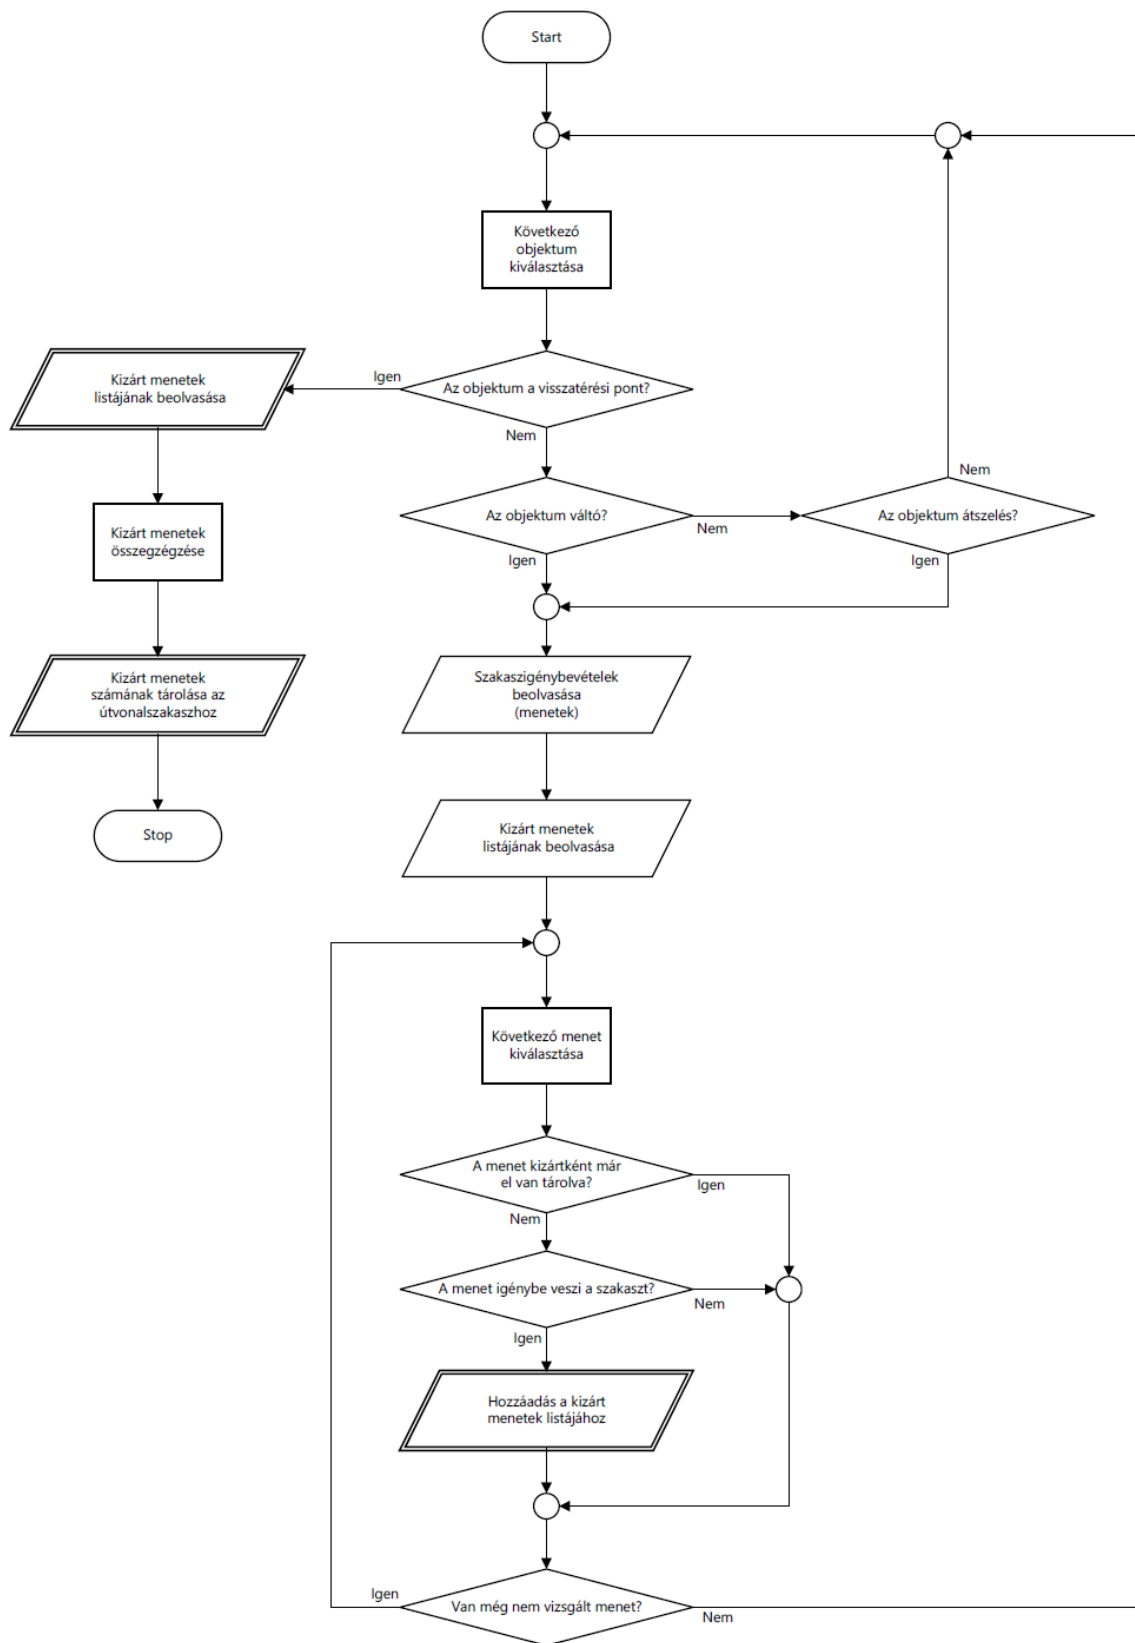 Start
Következő
objektum
kiválasztása
Az objektum a visszatérési pont?
Igen
Nem
Kizárt menetek
listájának beolvasása
Az objektum váltó?
Nem
Igen
Az objektum átszelés?
Nem
Igen
Kizárt menetek
összegzégzése
Kizárt menetek
számának tárolása az
útvonalszakaszhoz
Stop
Szakaszigénybevételek
beolvasása
(menetek)
Kizárt menetek
listájának beolvasása
Következő menet
kiválasztása
A menet kizártként már
el van tárolva?
Igen
Nem
A menet igénybe veszi a szakaszt?
Nem
Igen
Hozzáadás a kizárt
menetek listájához
Van még nem vizsgált menet?
Igen
Nem